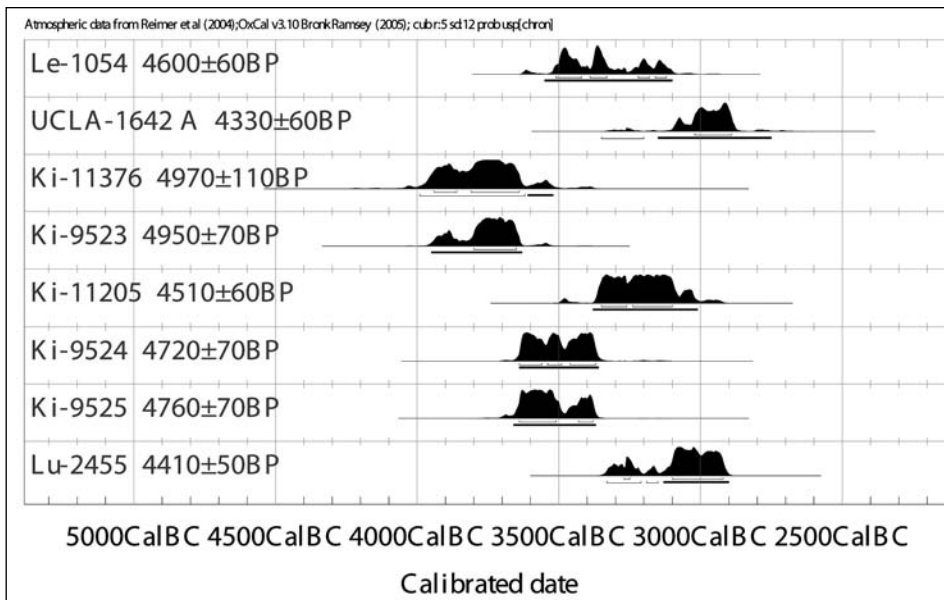 Atmospheric data from Reimer et al (2004);OxCal v3.10 Bronk Ramsey (2005); cub r:5 sd:12 prob usp[chron]
Le-1054 4600±60BP
UCLA-1642 A 4330±60BP
Ki-11376 4970±110BP
Ki-9523 4950±70BP
Ki-11205 4510±60BP
Ki-9524 4720±70BP
Ki-9525 4760±70BP
Lu-2455 4410±50BP
5000CalBC 4500CalBC 4000CalBC 3500CalBC 3000CalBC 2500CalBC
Calibrated date